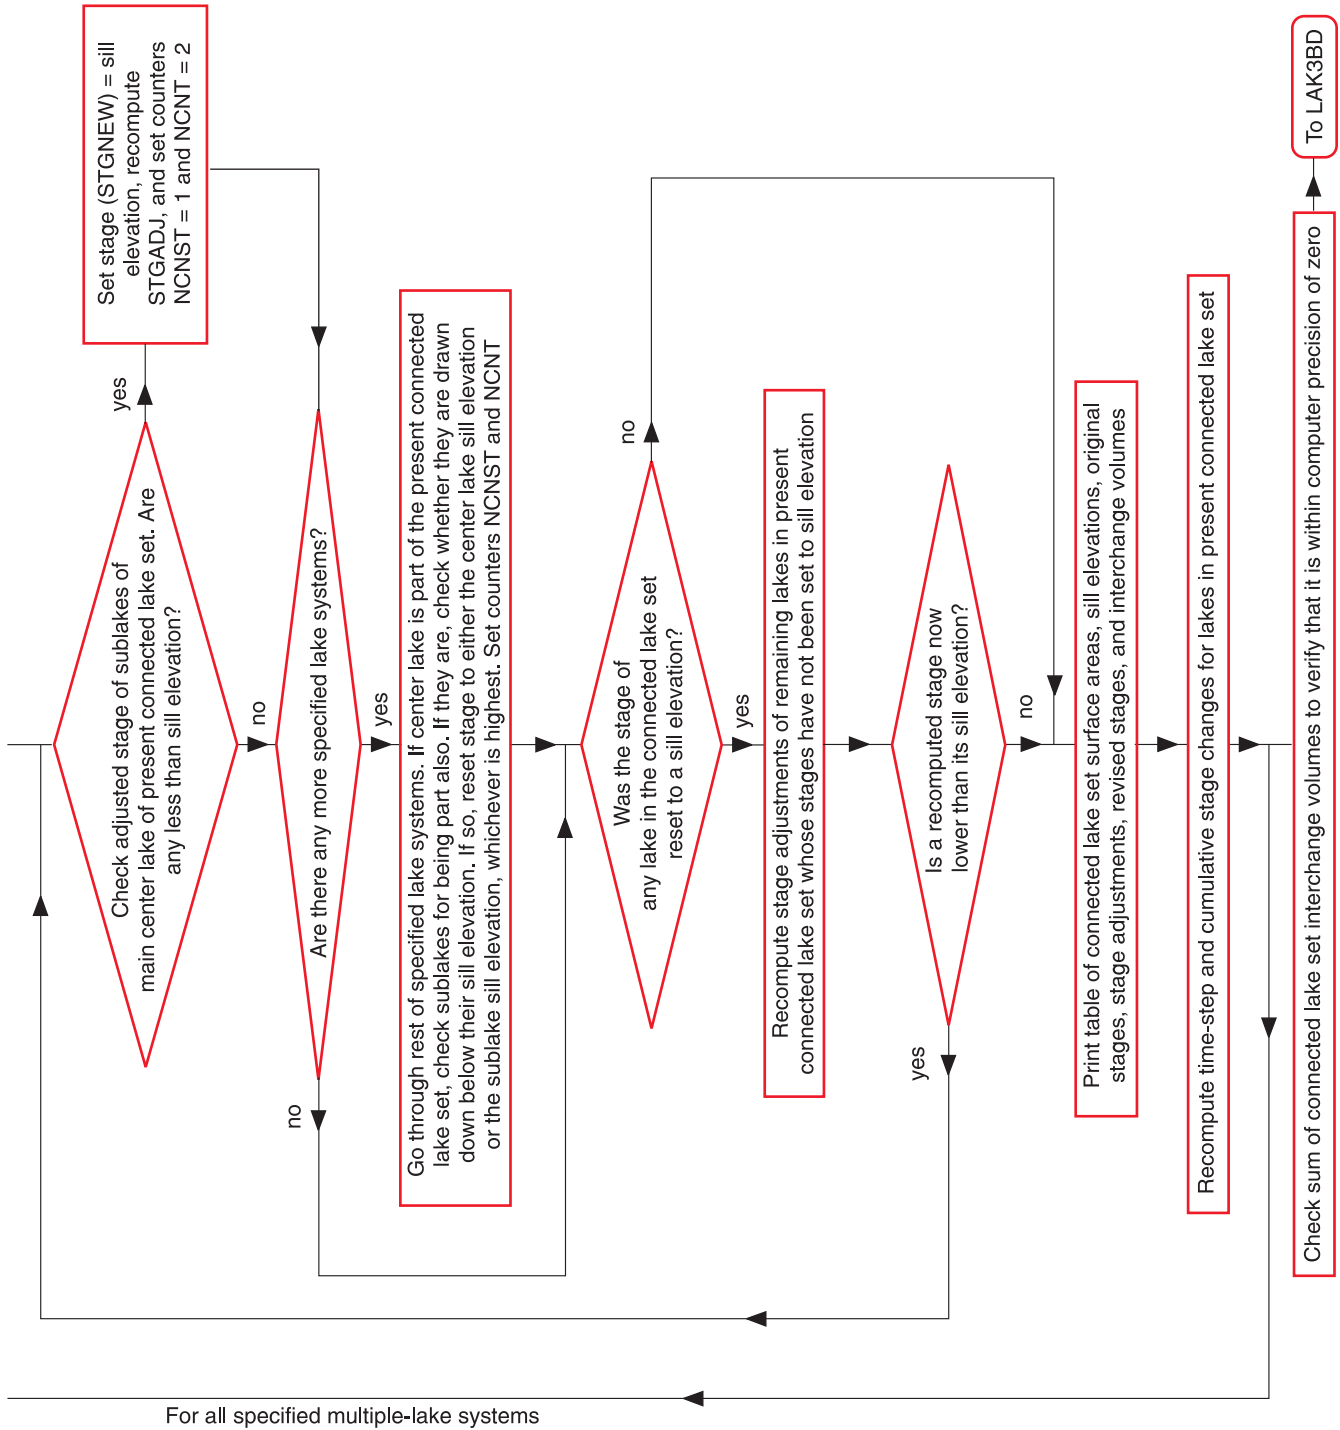 Set stage (STGNEW) = sill
elevation, recompute
STGADJ, and set counters
NCNST = 1 and NCNT = 2
yes
Check adjusted stage of sublakes of
main center lake of present connected lake set. Are
any less than sill elevation?
no
Are there any more specified lake systems?
no
yes
Go through rest of specified lake systems. If center lake is part of the present connected
lake set, check sublakes for being part also. If they are, check whether they are drawn
down below their sill elevation. If so, reset stage to either the center lake sill elevation
or the sublake sill elevation, whichever is highest. Set counters NCNST and NCNT
Was the stage of
any lake in the connected lake set
reset to a sill elevation?
no
yes
Recompute stage adjustments of remaining lakes in present
connected lake set whose stages have not been set to sill elevation
Is a recomputed stage now
lower than its sill elevation?
yes
no
Print table of connected lake set surface areas, sill elevations, original
stages, stage adjustments, revised stages, and interchange volumes
Recompute time-step and cumulative stage changes for lakes in present connected lake set
Check sum of connected lake set interchange volumes to verify that it is within computer precision of zero
To LAK3BD
For all specified multiple-lake systems